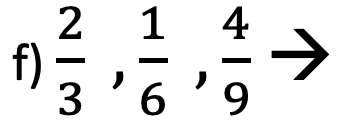 f) 2/3 , 1/6 , 4/9 →